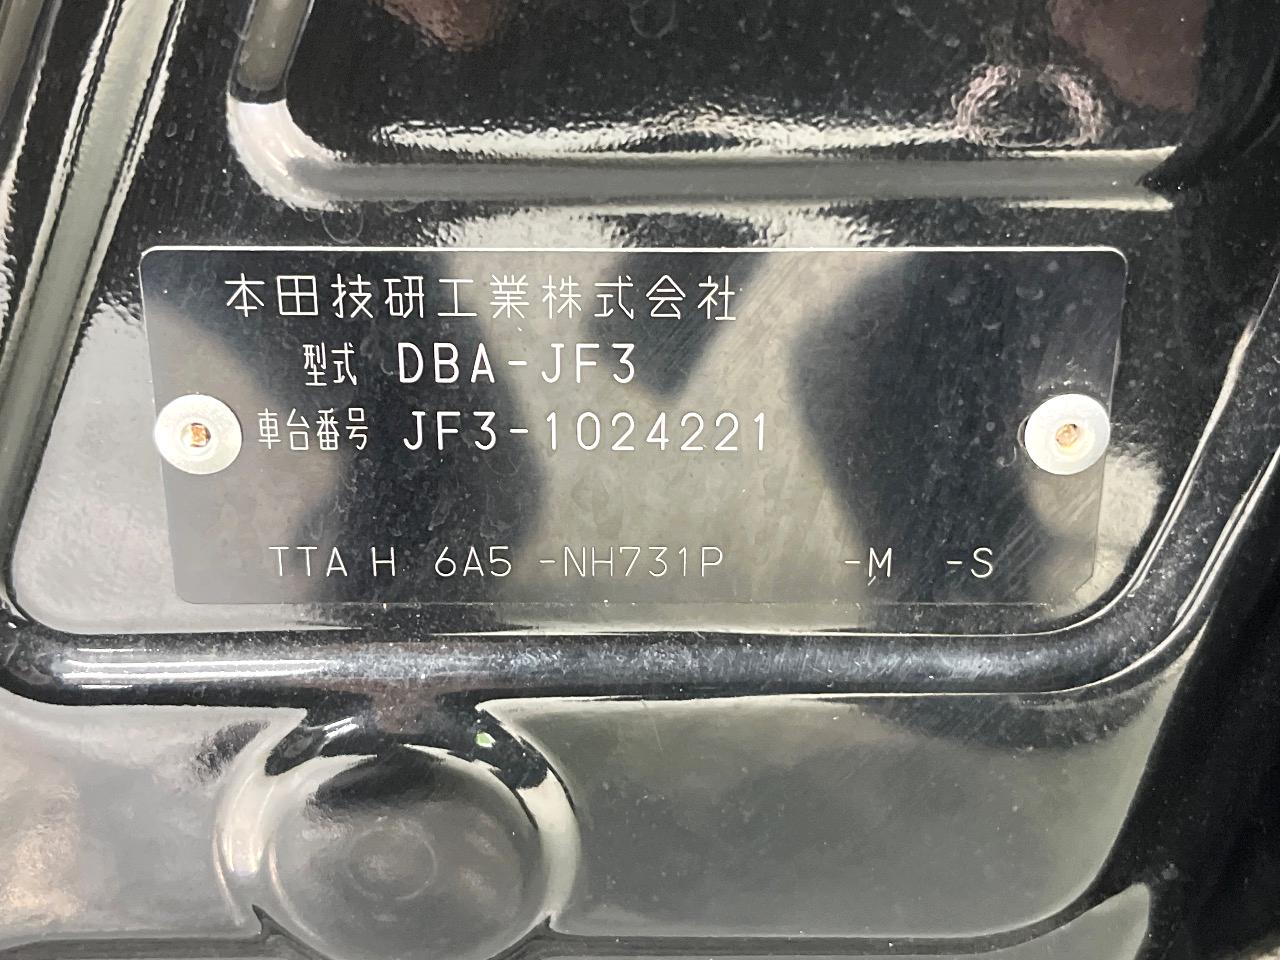 本田技研工業株式会社
型式 DBA-JF3
車台番号 JF3-1024221
TTA H 6A5 -NH731P -M -S